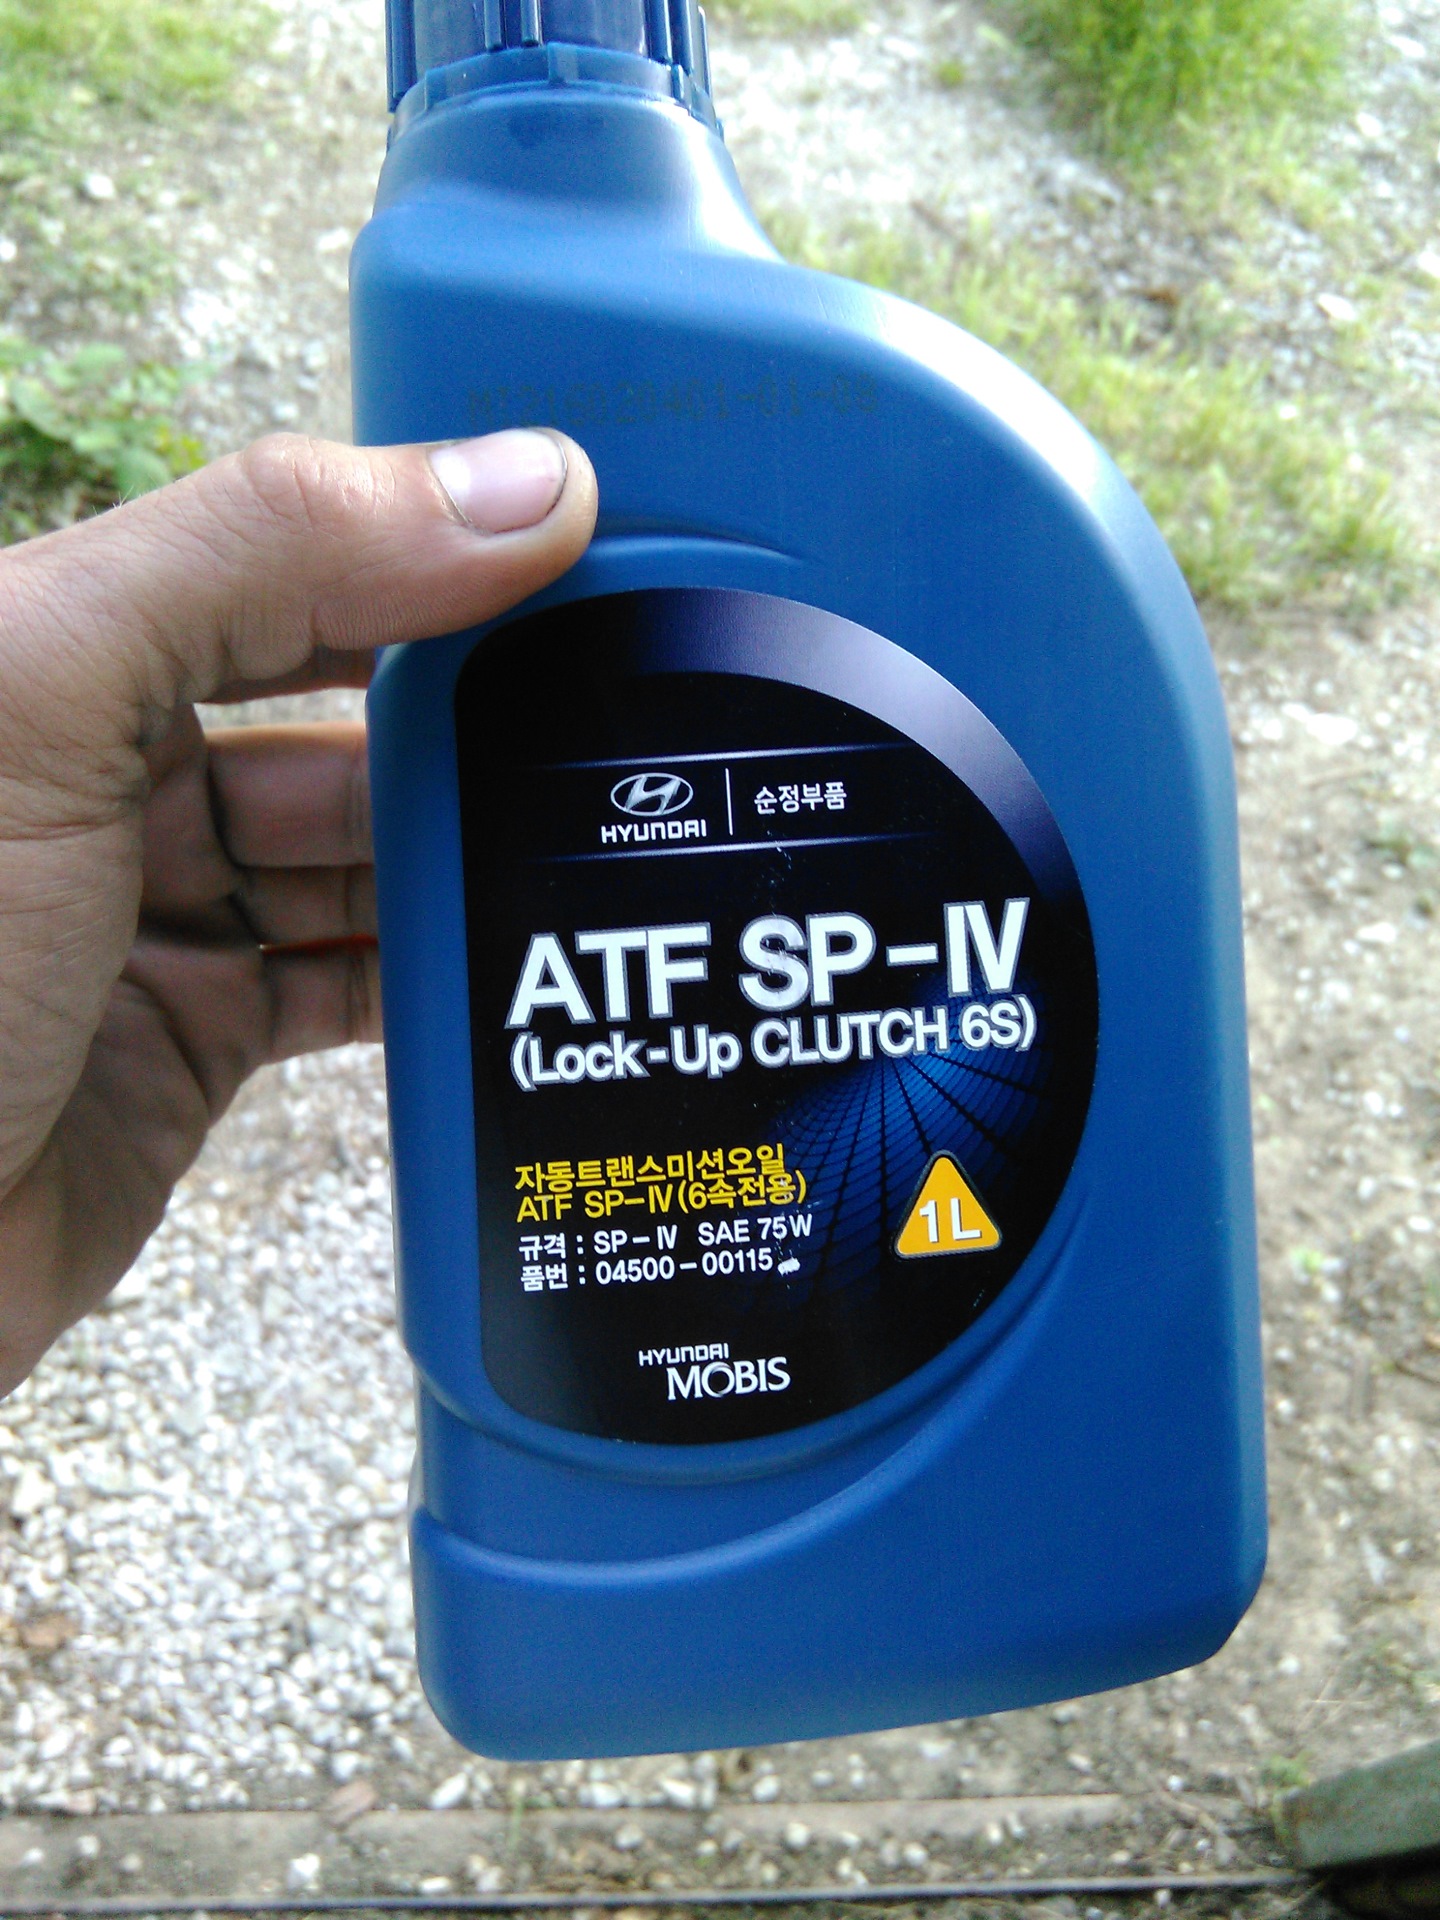 HYUNDAI
순정부품
ATF SP-IV
(Lock-Up CLUTCH 6S)
자동트랜스미션오일
ATF SP-IV(6속전용)
규격 : SP-IV SAE 75W
품번 : 04500-00115
1L
HYUNDAI
MOBIS